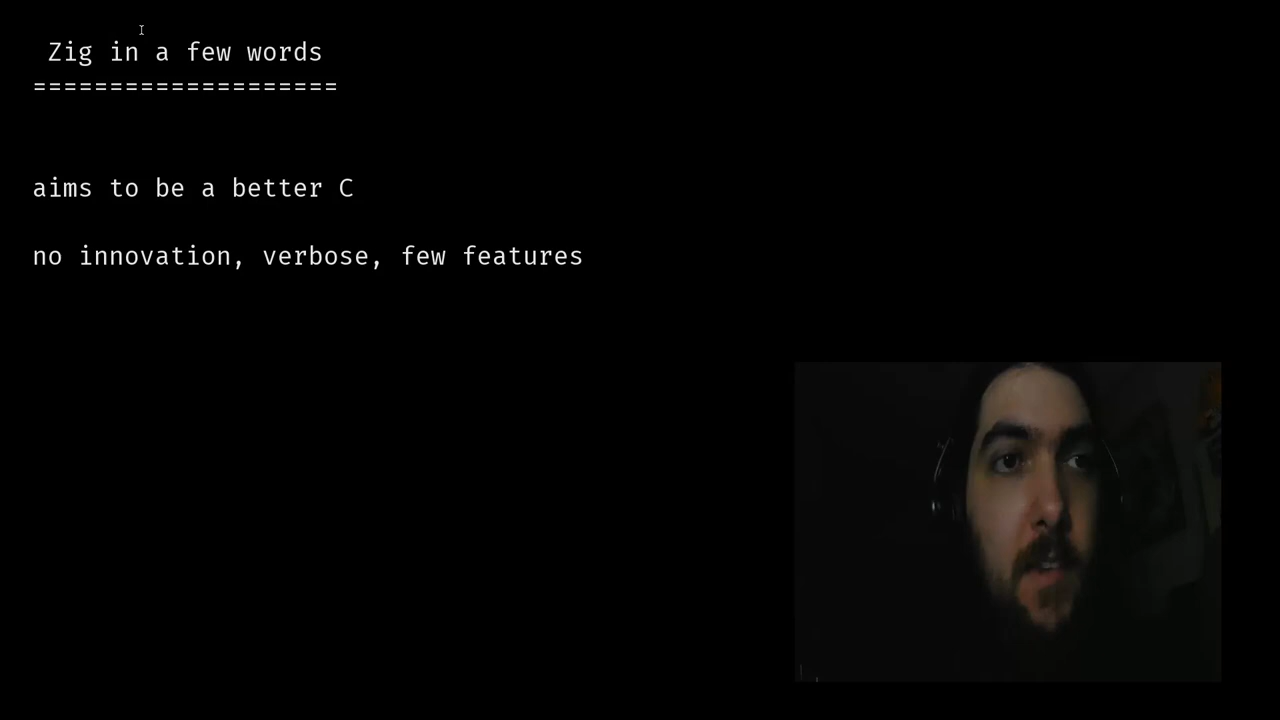 Zig in a few words
====================
aims to be a better C
no innovation, verbose, few features